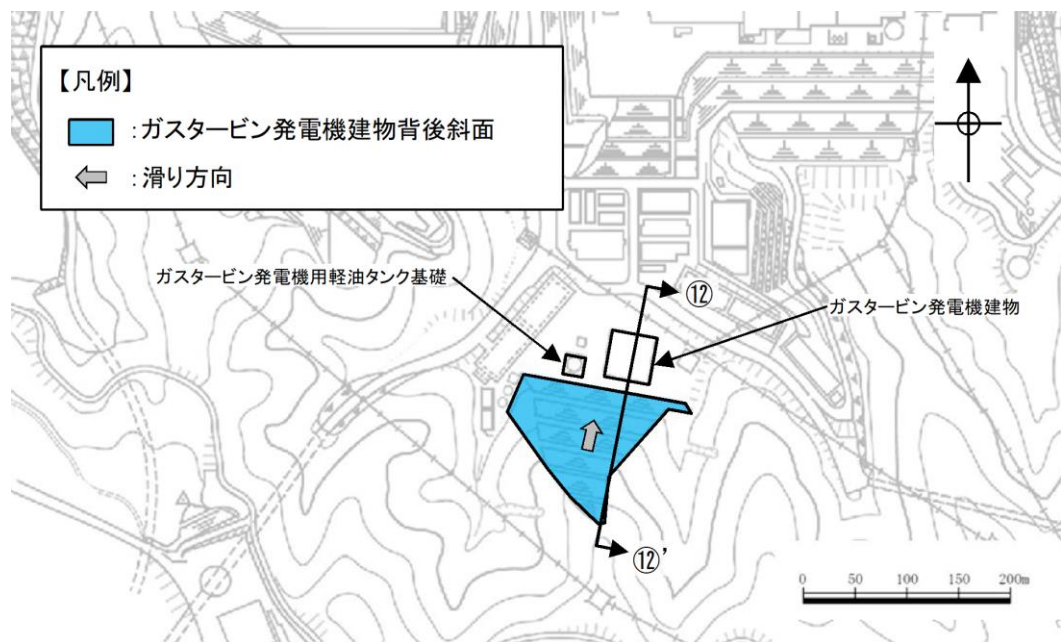 【凡例】
:ガスタービン発電機建物背後斜面
:滑り方向
ガスタービン発電機用軽油タンク基礎
⑫
ガスタービン発電機建物
⑫’
0 50 100 150 200m